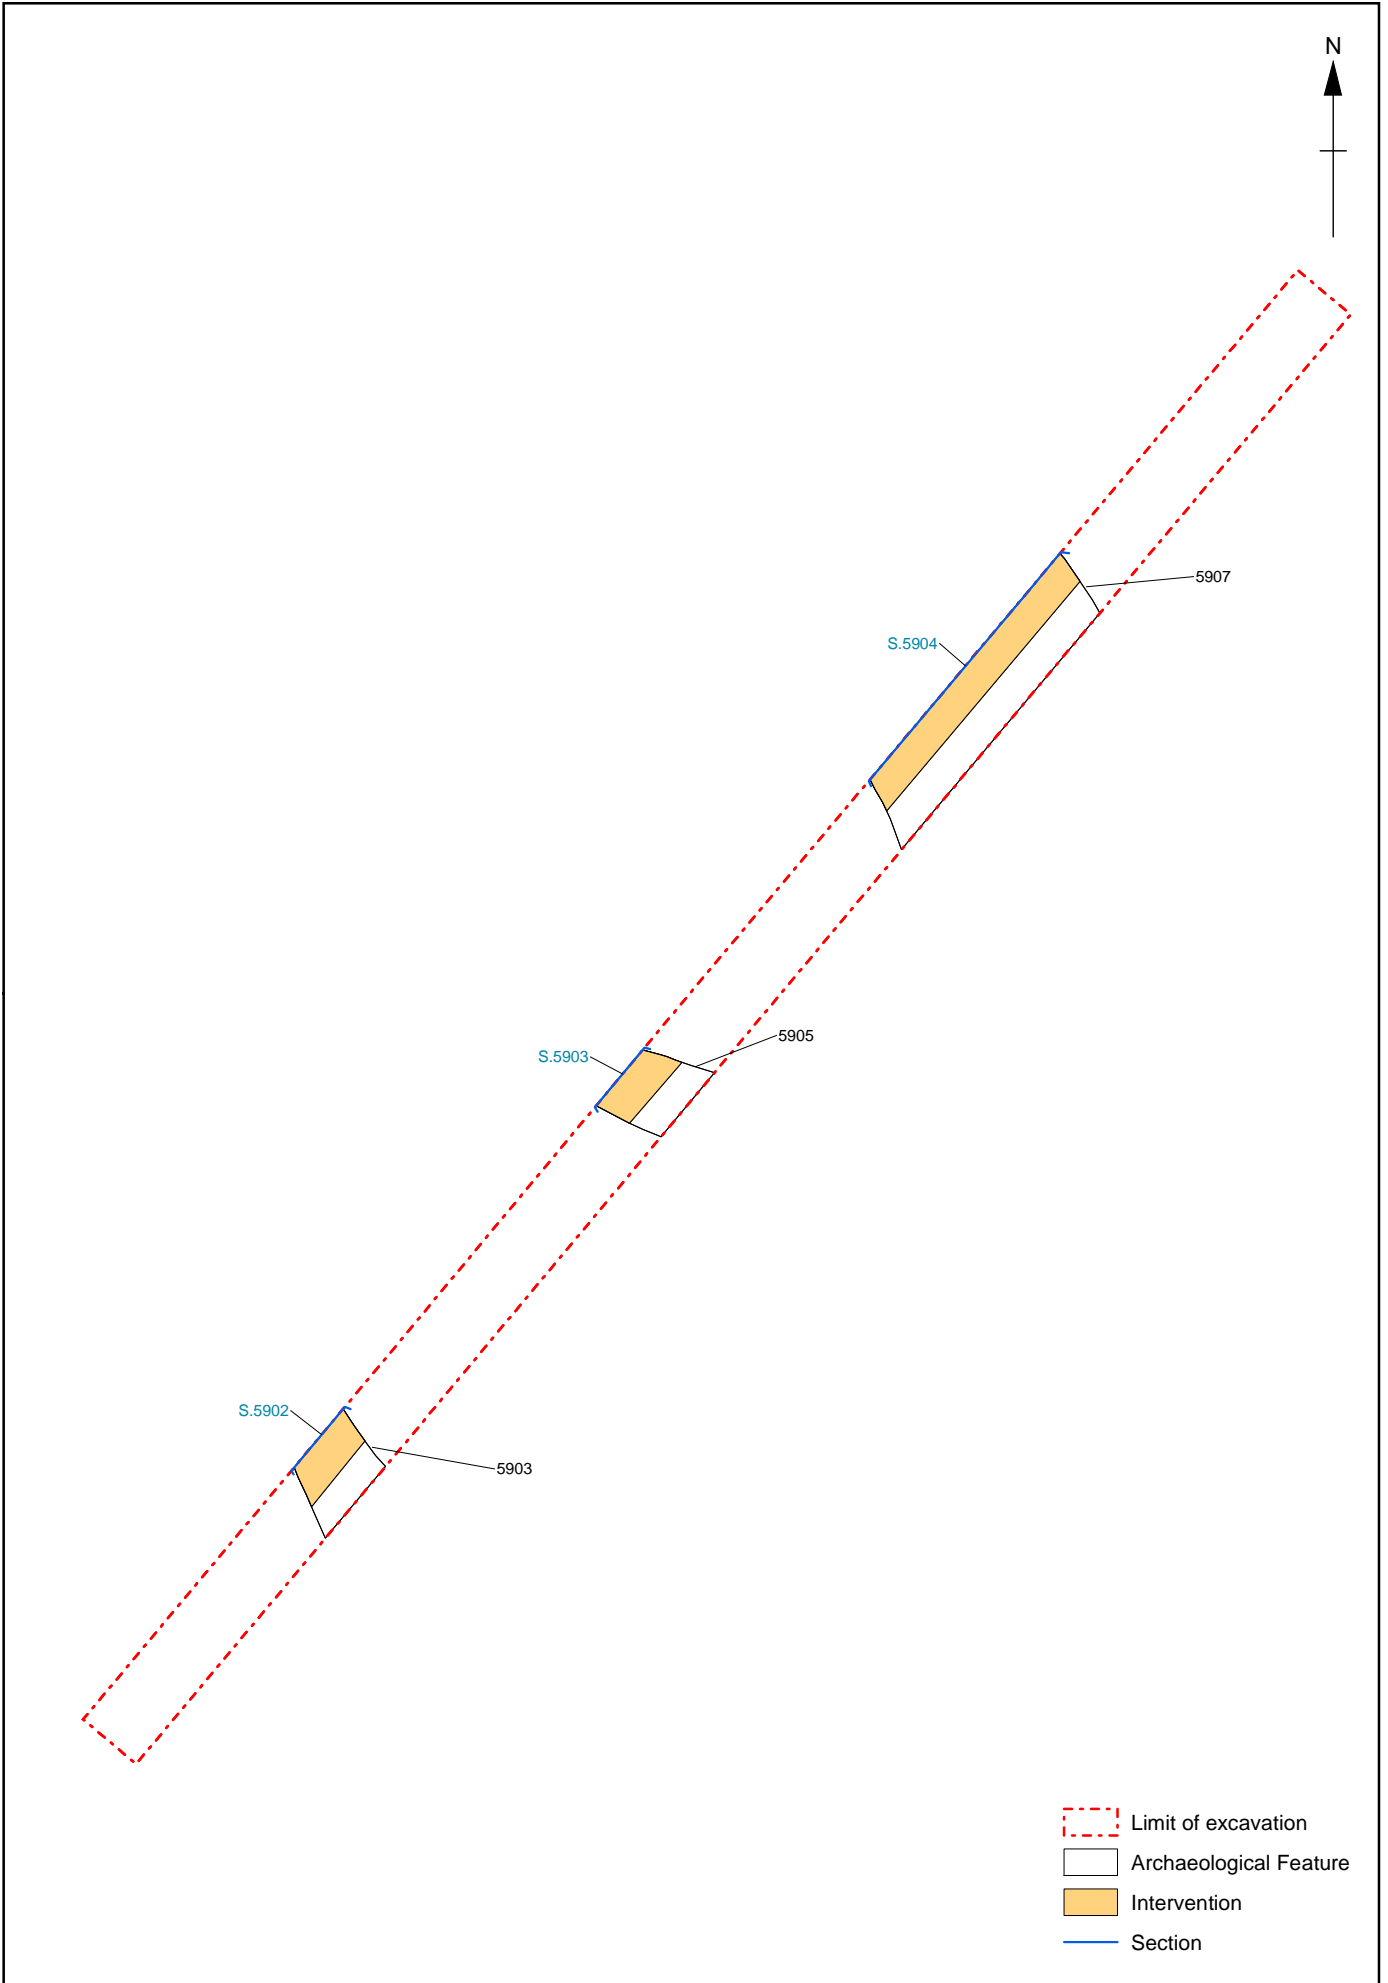 N
5907
S.5904
5905
S.5903
S.5902
5903
Limit of excavation
Archaeological Feature
Intervention
Section